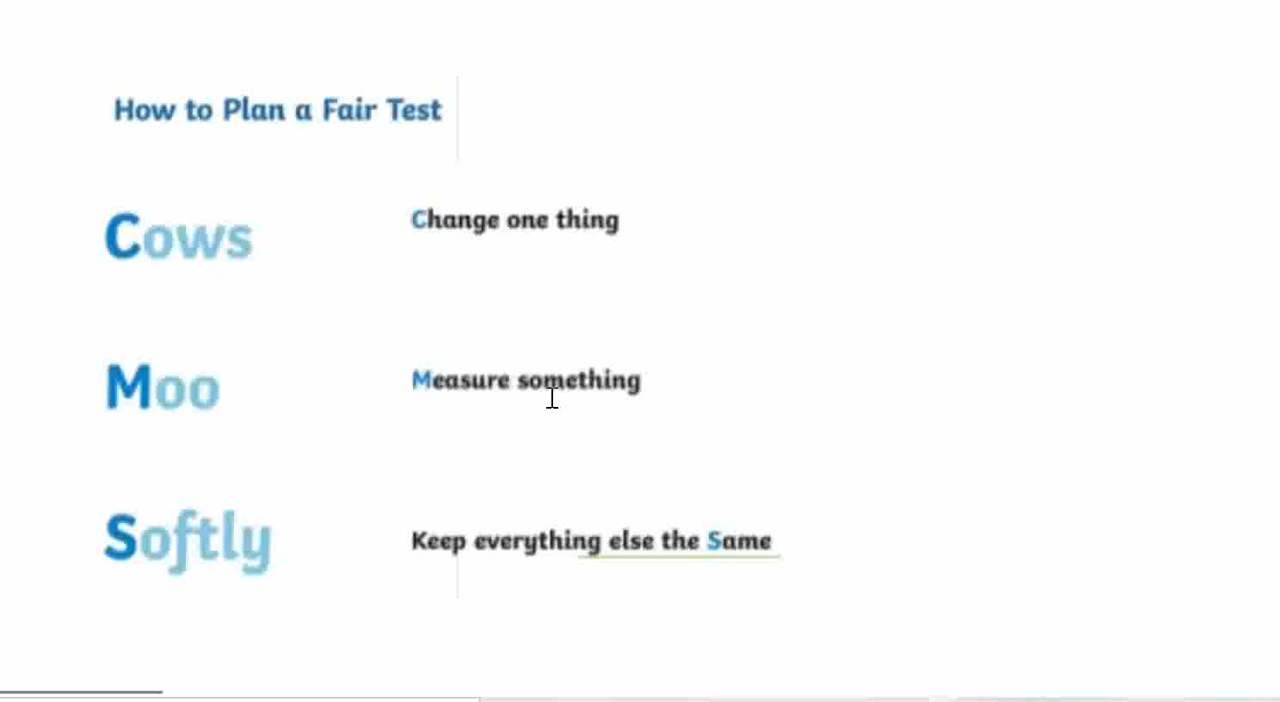 How to Plan a Fair Test
Cows
Change one thing
Moo
Measure something
Softly
Keep everything else the Same